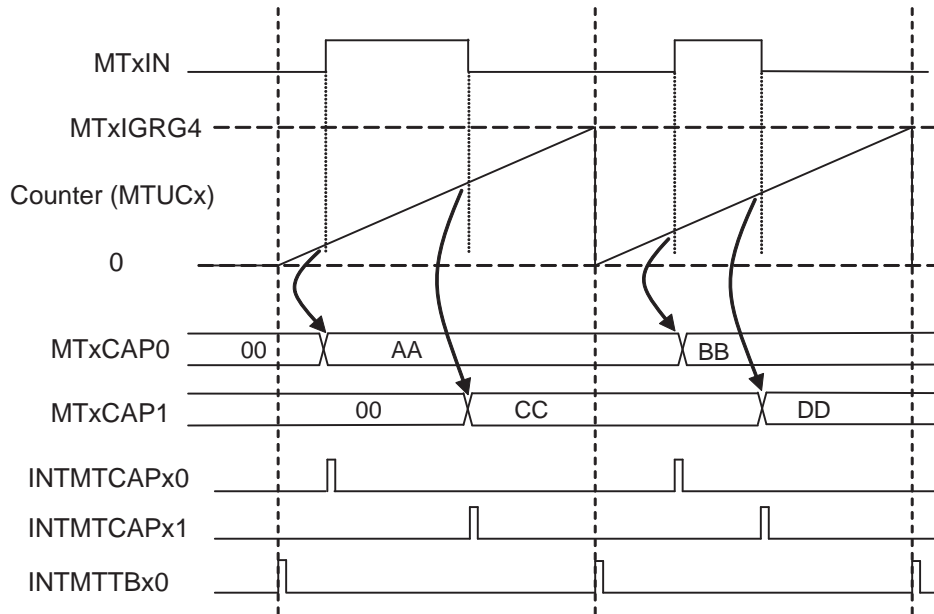 MTxIN
MTxIGRG4
Counter (MTUCx)
0
MTxCAP0 00 AA BB
MTxCAP1 00 CC DD
INTMTCAPx0
INTMTCAPx1
INTMTTBx0